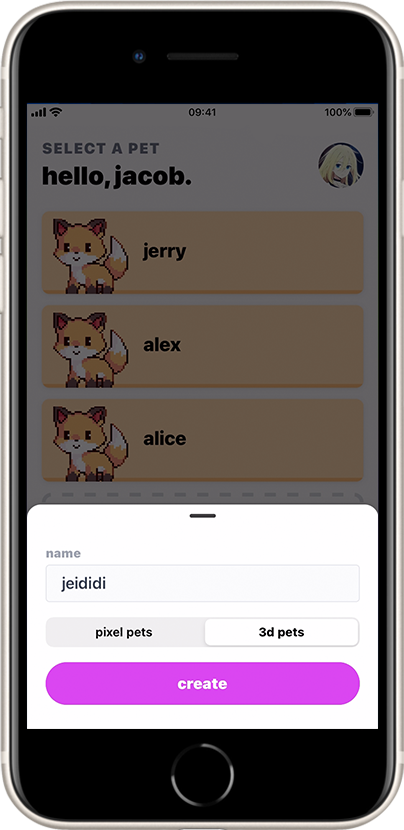 09:41
100%
SELECT A PET
hello, jacob.
jerry
alex
alice
name
jeididi
pixel pets
3d pets
create